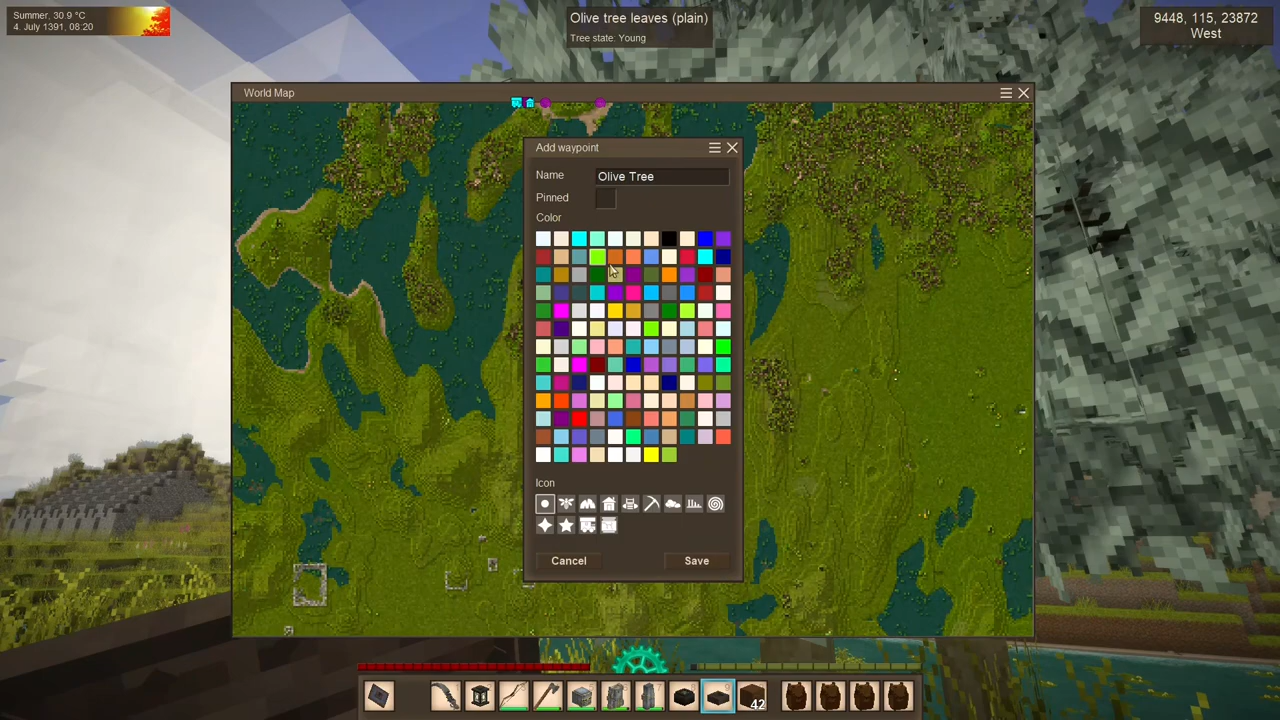 Summer, 30.9 °C
4. July 1391, 08:20
Olive tree leaves (plain)
Tree state: Young
9448, 115, 23872
West
World Map
Add waypoint
Name
Olive Tree
Pinned
Color
Icon
Cancel
Save
42